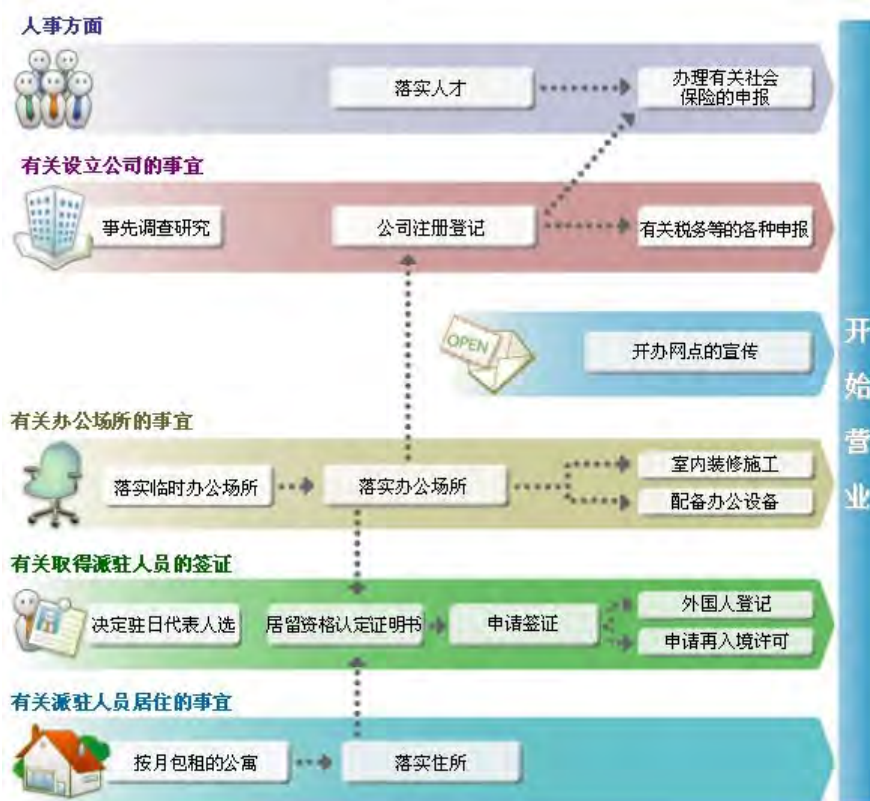 人事方面
落实人才
办理有关社会
保险的申报
有关设立公司的事宜
事先调查研究
公司注册登记
有关税务等的各种申报
OPEN
开办网点的宣传
有关办公场所的事宜
落实临时办公场所
落实办公场所
室内装修施工
配备办公设备
有关取得派驻人员的签证
决定驻日代表人选
居留资格认定证明书
申请签证
外国人登记
申请再入境许可
有关派驻人员居住的事宜
按月包租的公寓
落实住所
开始营业